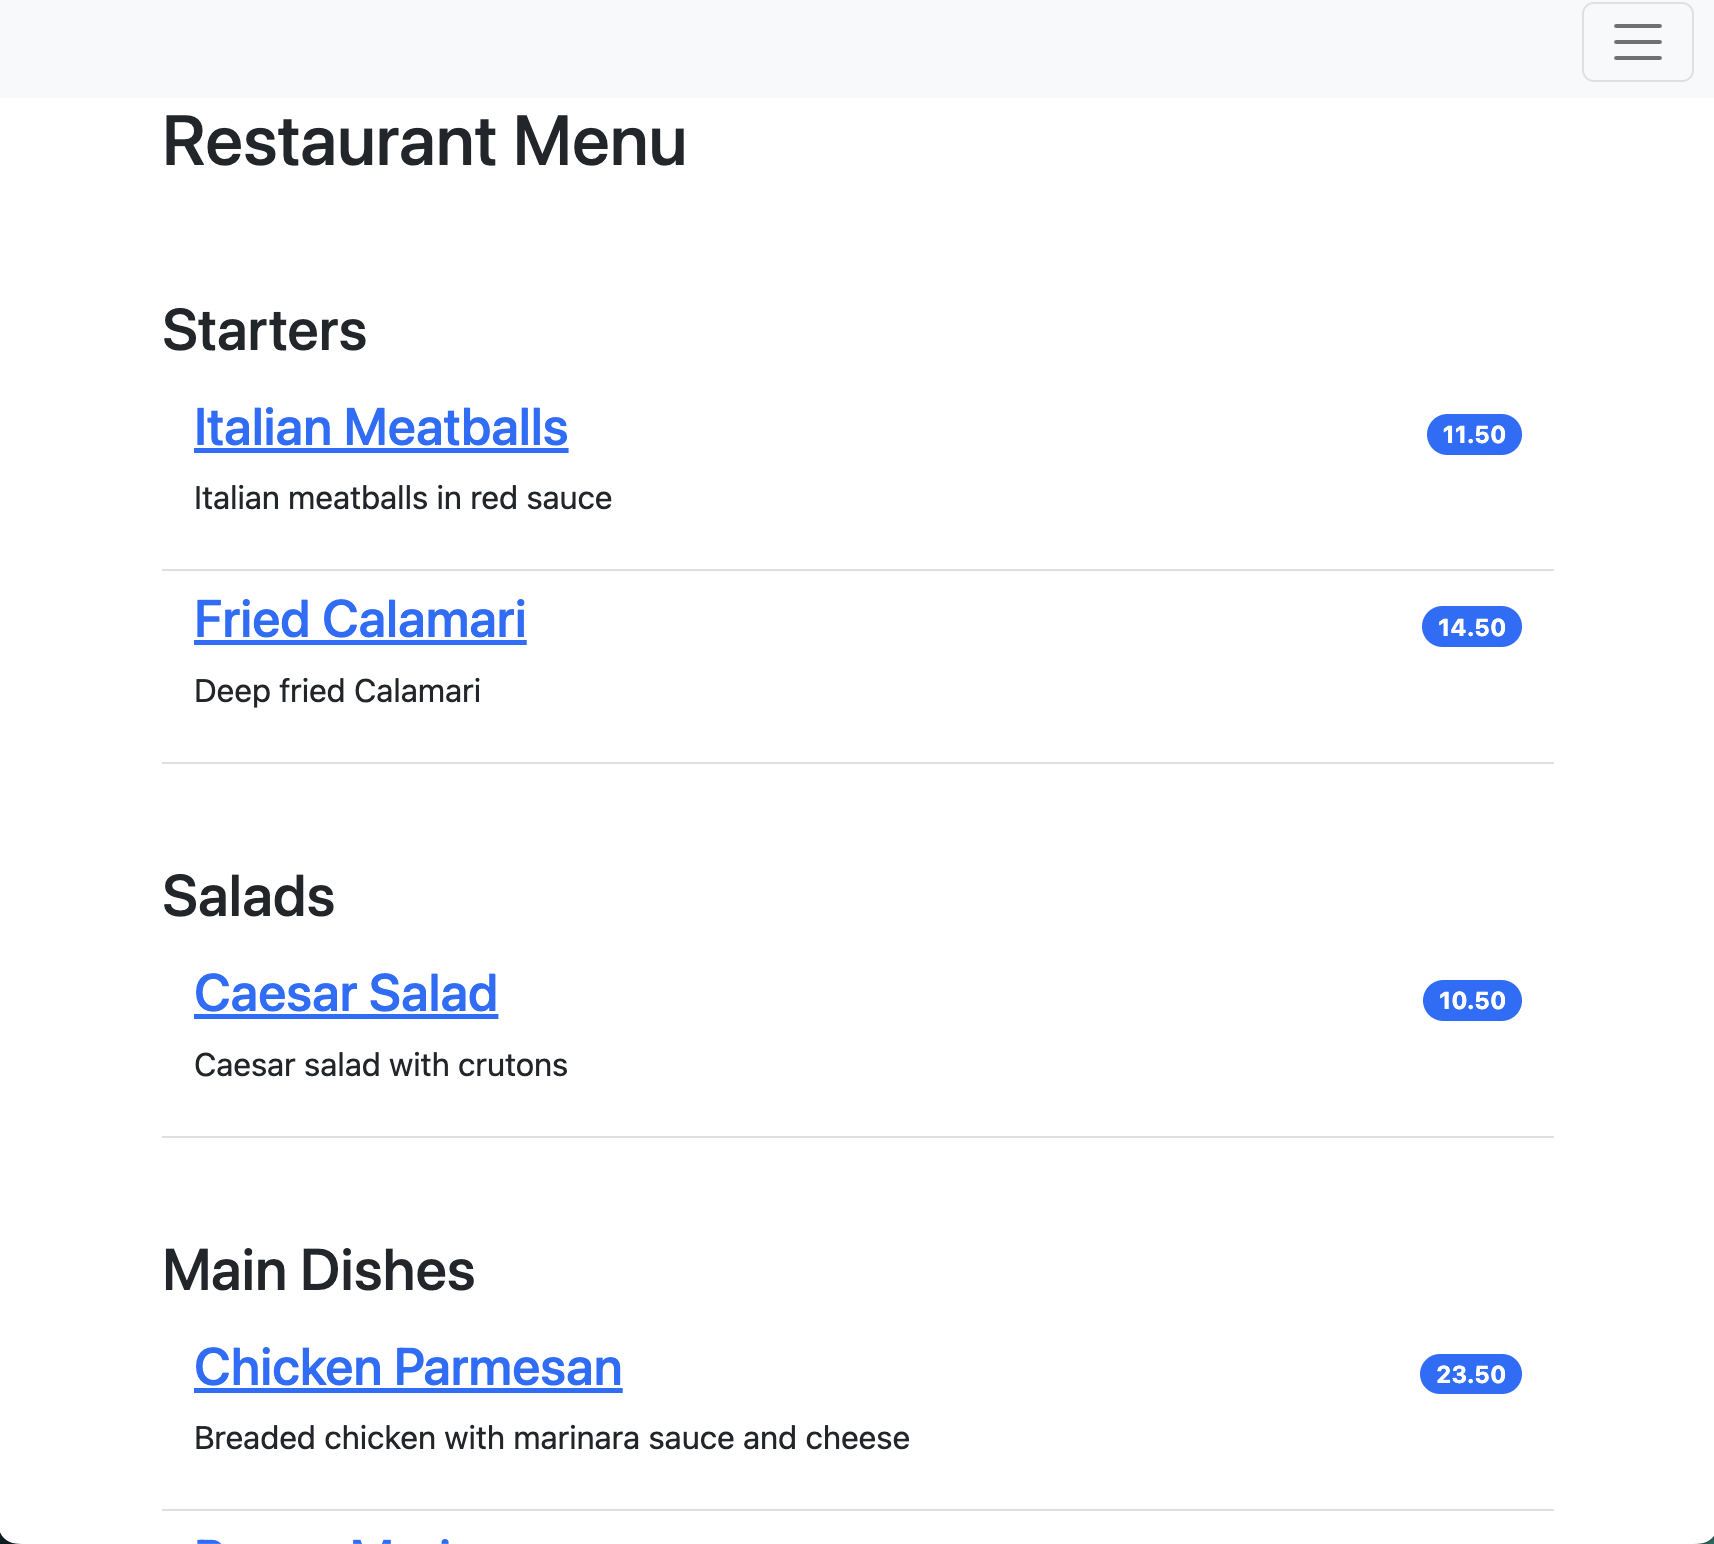 Restaurant Menu
Starters
Italian Meatballs
11.50
Italian meatballs in red sauce
Fried Calamari
14.50
Deep fried Calamari
Salads
Caesar Salad
10.50
Caesar salad with crutons
Main Dishes
Chicken Parmesan
23.50
Breaded chicken with marinara sauce and cheese